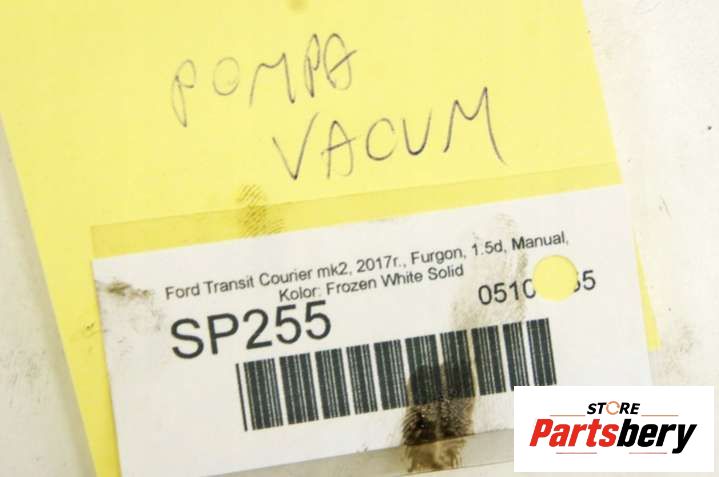 POMPA
VACUM
Ford Transit Courier mk2, 2017r., Furgon, 1.5d, Manual,
Kolor: Frozen White Solid
SP255
STORE
Partsbery